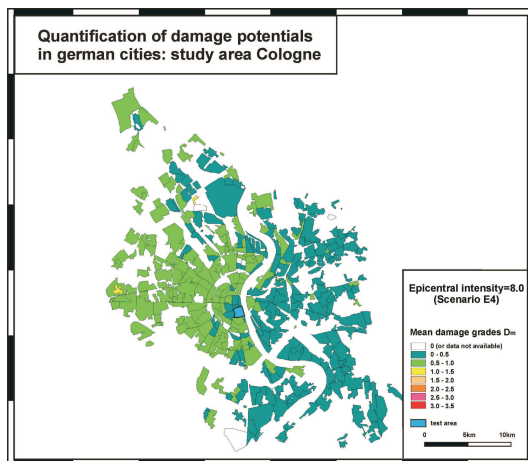 Quantification of damage potentials
in german cities: study area Cologne
Epicentral intensity=8.0
(Scenario E4)
Mean damage grades Dm
0 (or data not available)
0 - 0.5
0.5 - 1.0
1.0 - 1.5
1.5 - 2.0
2.0 - 2.5
2.5 - 3.0
3.0 - 3.5
test area
0 5km 10km